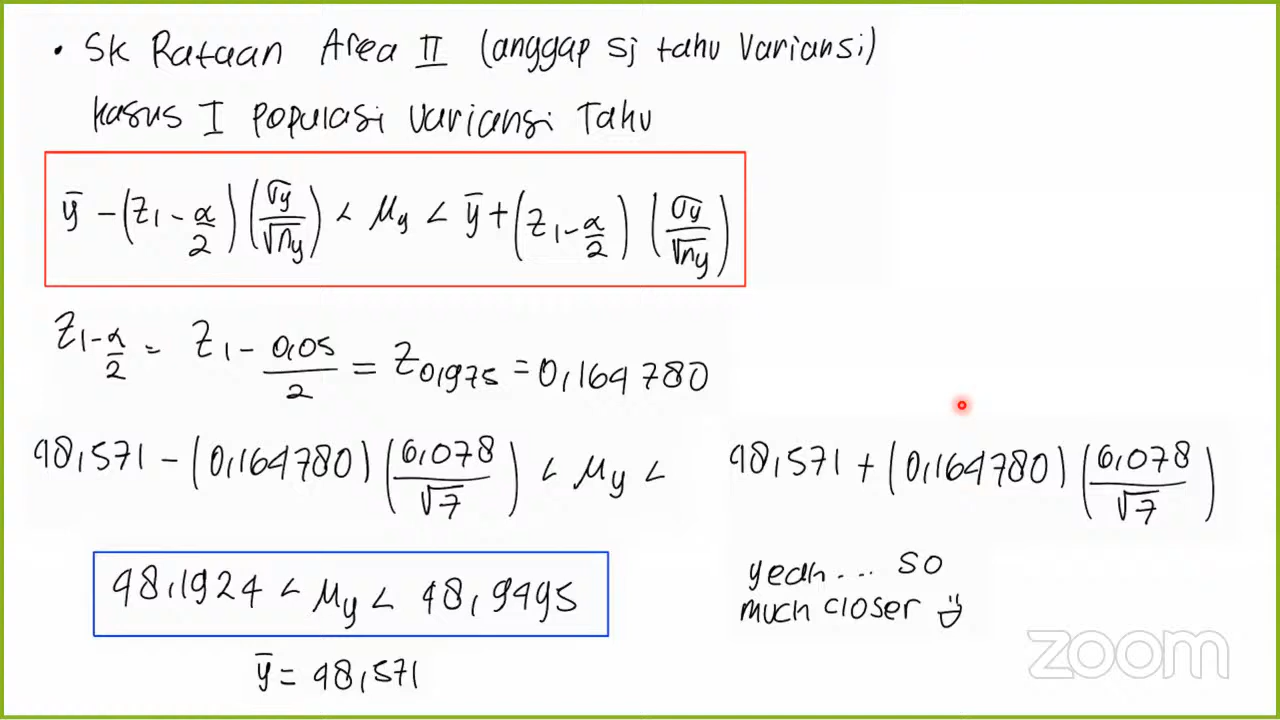 • SK Rataan Area II (anggap sj tahu Variansi)
Kasus I Populasi Variansi Tahu
ȳ - (Z1-α/2) (σy/√ny) < μy < ȳ + (Z1-α/2) (σy/√ny)
Z1-α/2 = Z1-0,05/2 = Z0,975 = 0,164780
98,571 - (0,164780) (6,078/√7) < μy < 98,571 + (0,164780) (6,078/√7)
98,1924 < μy < 98,9495
ȳ = 98,571
yeah... so
much closer
zoom